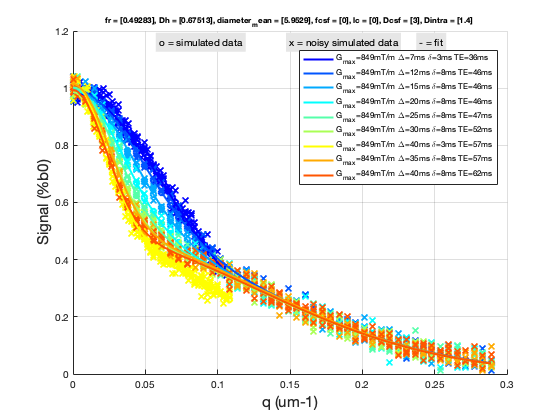 fr = [0.49283], Dh = [0.67513], diameter_mean = [5.9529], fcsf = [0], lc = [0], Dcsf = [3], Dintra = [1.4]
o = simulated data x = noisy simulated data - = fit
G_max=849mT/m Δ=7ms δ=3ms TE=36ms
G_max=849mT/m Δ=12ms δ=8ms TE=46ms
G_max=849mT/m Δ=15ms δ=8ms TE=46ms
G_max=849mT/m Δ=20ms δ=8ms TE=46ms
G_max=849mT/m Δ=25ms δ=8ms TE=47ms
G_max=849mT/m Δ=30ms δ=8ms TE=52ms
G_max=849mT/m Δ=40ms δ=3ms TE=57ms
G_max=849mT/m Δ=35ms δ=8ms TE=57ms
G_max=849mT/m Δ=40ms δ=8ms TE=62ms
1.2
1
0.8
0.6
0.4
0.2
0
Signal (%b0)
0 0.05 0.1 0.15 0.2 0.25 0.3
q (um-1)